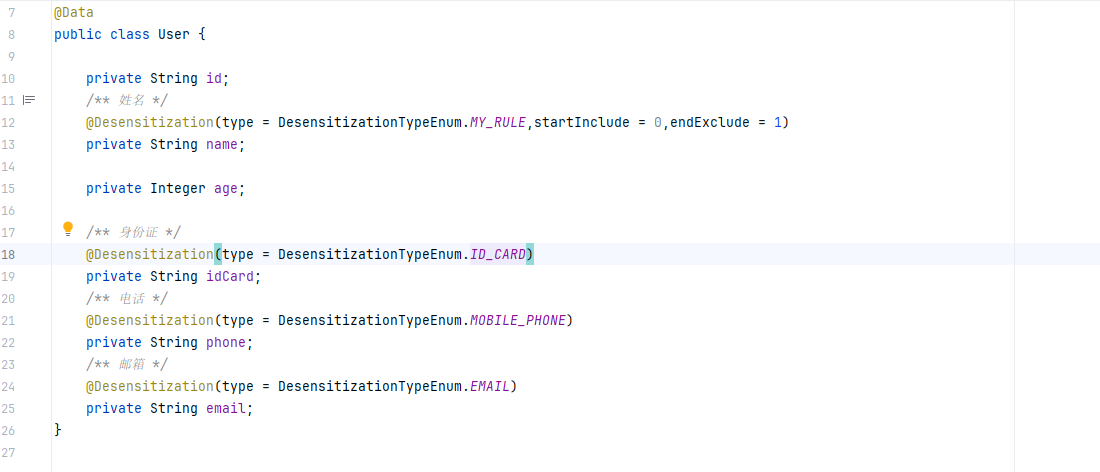 7 @Data
8 public class User {
9
10 private String id;
11 /** 姓名 */
12 @Desensitization(type = DesensitizationTypeEnum.MY_RULE,startInclude = 0,endExclude = 1)
13 private String name;
14
15 private Integer age;
16
17 /** 身份证 */
18 @Desensitization(type = DesensitizationTypeEnum.ID_CARD)
19 private String idCard;
20 /** 电话 */
21 @Desensitization(type = DesensitizationTypeEnum.MOBILE_PHONE)
22 private String phone;
23 /** 邮箱 */
24 @Desensitization(type = DesensitizationTypeEnum.EMAIL)
25 private String email;
26 }
27